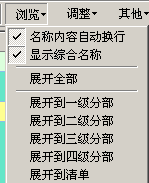 浏览 调整 其他
名称内容自动换行
显示综合名称
展开全部
展开到一级分部
展开到二级分部
展开到三级分部
展开到四级分部
展开到清单